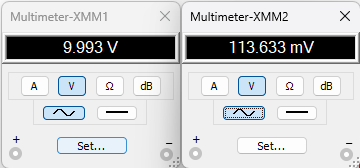 Multimeter-XMM1
9.993 V
A V Ω dB
+ Set... −
Multimeter-XMM2
113.633 mV
A V Ω dB
+ Set... −